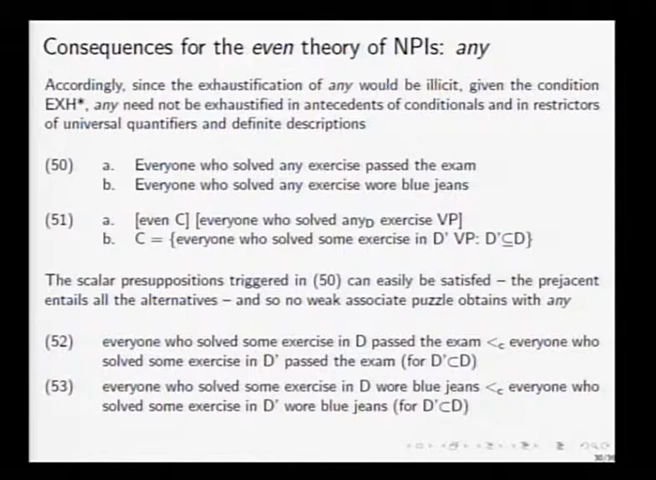 Consequences for the even theory of NPIs: any
Accordingly, since the exhaustification of any would be illicit, given the condition
EXH*, any need not be exhaustified in antecedents of conditionals and in restrictors
of universal quantifiers and definite descriptions
(50) a. Everyone who solved any exercise passed the exam
b. Everyone who solved any exercise wore blue jeans
(51) a. [even C] [everyone who solved any_D exercise VP]
b. C = {everyone who solved some exercise in D' VP: D'⊆D}
The scalar presuppositions triggered in (50) can easily be satisfied – the prejacent
entails all the alternatives – and so no weak associate puzzle obtains with any
(52) everyone who solved some exercise in D passed the exam <_c everyone who
solved some exercise in D' passed the exam (for D'⊂D)
(53) everyone who solved some exercise in D wore blue jeans <_c everyone who
solved some exercise in D' wore blue jeans (for D'⊂D)